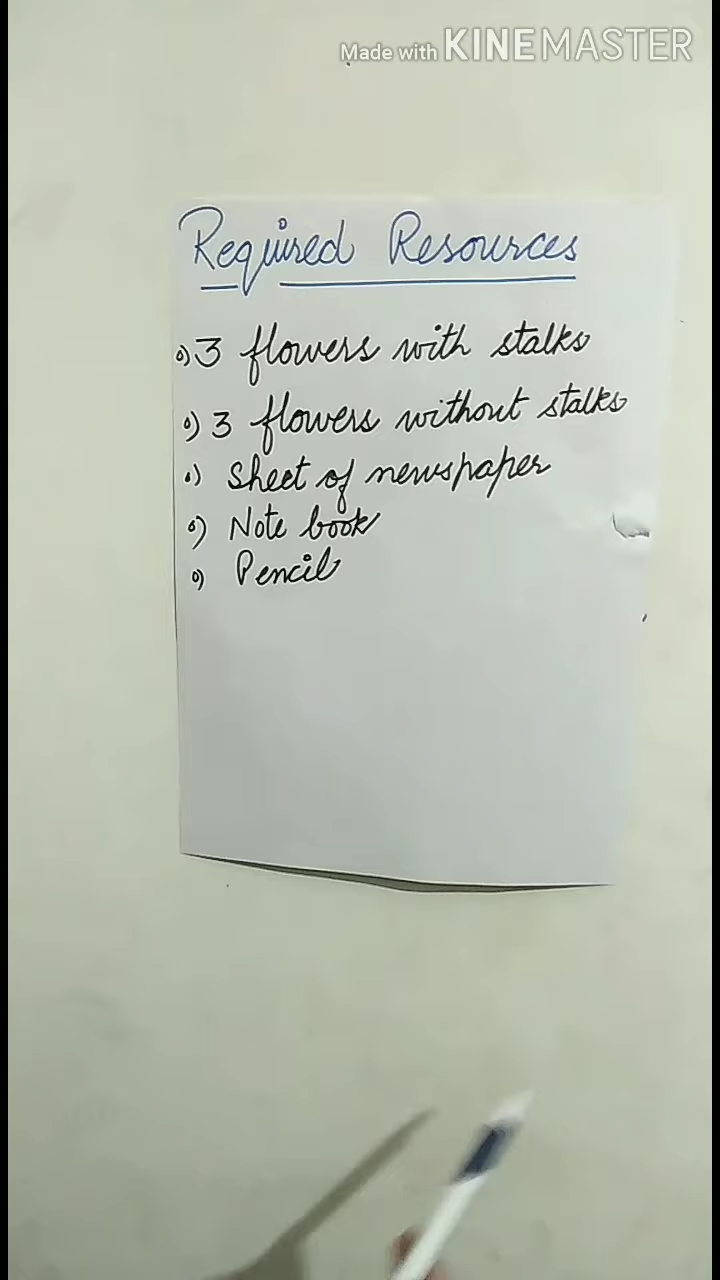 Made with KINEMASTER
Required Resources
o) 3 flowers with stalks
o) 3 flowers without stalks
o) Sheet of newspaper
o) Note book
o) Pencil